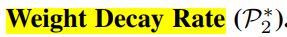 Weight Decay Rate (𝒫₂*).